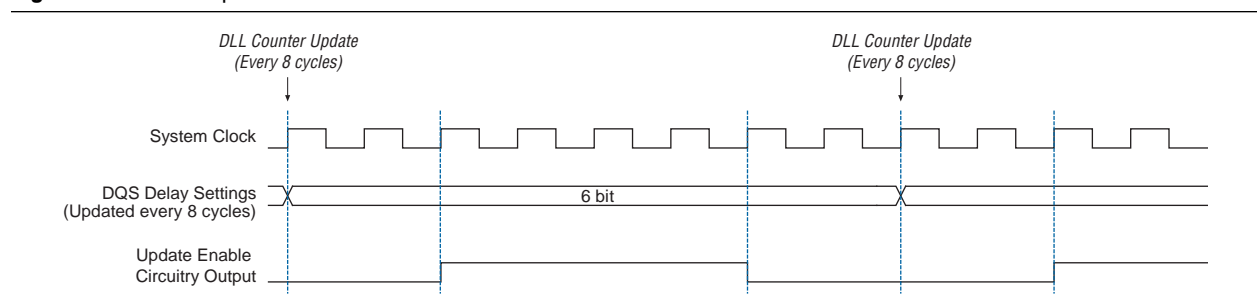 DLL Counter Update
(Every 8 cycles)
DLL Counter Update
(Every 8 cycles)
System Clock
DQS Delay Settings
(Updated every 8 cycles)
6 bit
Update Enable
Circuitry Output